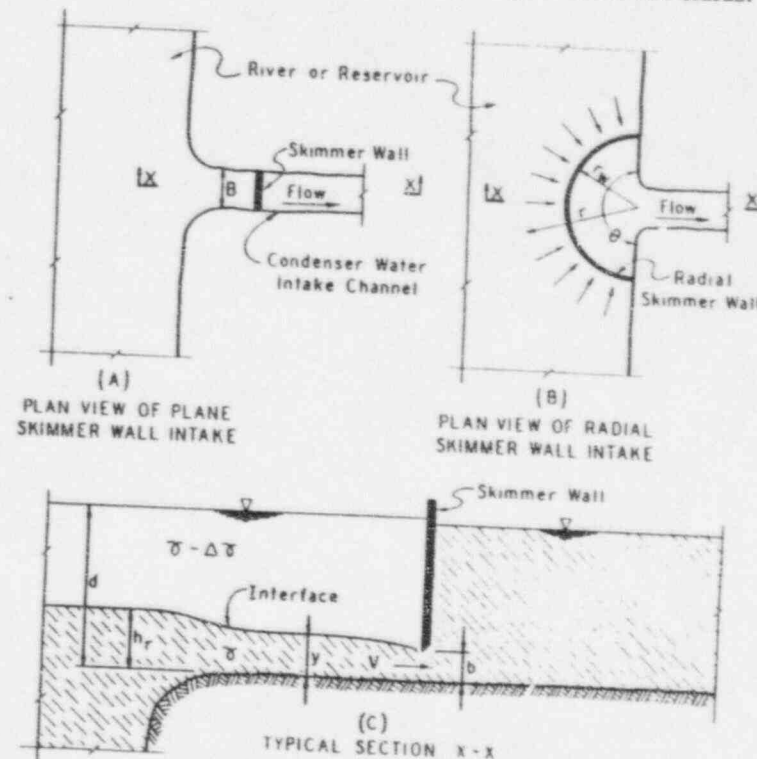 River or Reservoir
Skimmer Wall
X
B
Flow
X
Condenser Water
Intake Channel
(A)
PLAN VIEW OF PLANE
SKIMMER WALL INTAKE
X
r
θ
Flow
X
Radial
Skimmer Wall
(B)
PLAN VIEW OF RADIAL
SKIMMER WALL INTAKE
Skimmer Wall
γ - Δγ
d
Interface
hr
γ
y
V
b
(C)
TYPICAL SECTION X-X